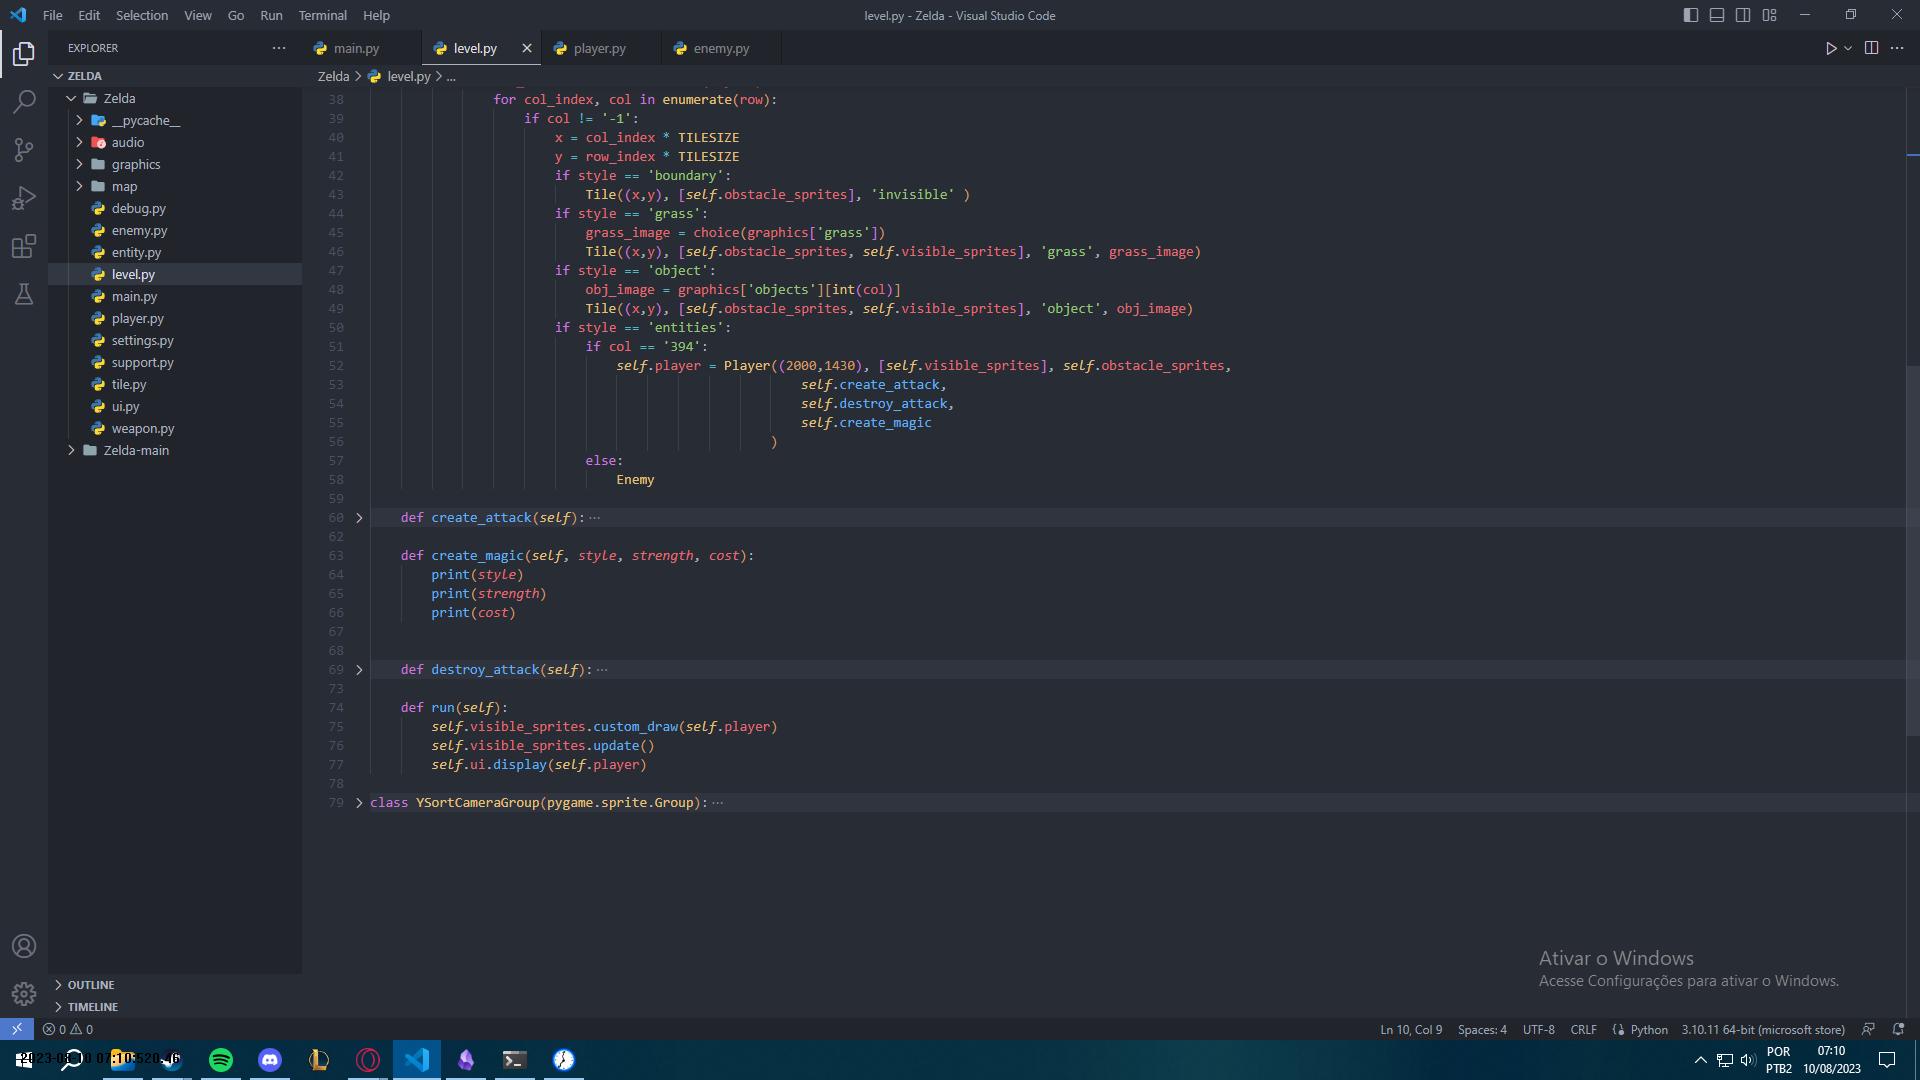 File Edit Selection View Go Run Terminal Help
level.py - Zelda - Visual Studio Code
EXPLORER
main.py
level.py
player.py
enemy.py
ZELDA
Zelda
__pycache__
audio
graphics
map
debug.py
enemy.py
entity.py
level.py
main.py
player.py
settings.py
support.py
tile.py
ui.py
weapon.py
Zelda-main
OUTLINE
TIMELINE
Zelda > level.py > ...
38 for col_index, col in enumerate(row):
39 if col != '-1':
40 x = col_index * TILESIZE
41 y = row_index * TILESIZE
42 if style == 'boundary':
43 Tile((x,y), [self.obstacle_sprites], 'invisible' )
44 if style == 'grass':
45 grass_image = choice(graphics['grass'])
46 Tile((x,y), [self.obstacle_sprites, self.visible_sprites], 'grass', grass_image)
47 if style == 'object':
48 obj_image = graphics['objects'][int(col)]
49 Tile((x,y), [self.obstacle_sprites, self.visible_sprites], 'object', obj_image)
50 if style == 'entities':
51 if col == '394':
52 self.player = Player((2000,1430), [self.visible_sprites], self.obstacle_sprites,
53 self.create_attack,
54 self.destroy_attack,
55 self.create_magic
56 )
57 else:
58 Enemy
59
60 def create_attack(self): ...
62
63 def create_magic(self, style, strength, cost):
64 print(style)
65 print(strength)
66 print(cost)
67
68
69 def destroy_attack(self): ...
73
74 def run(self):
75 self.visible_sprites.custom_draw(self.player)
76 self.visible_sprites.update()
77 self.ui.display(self.player)
78
79 class YSortCameraGroup(pygame.sprite.Group): ...
Ativar o Windows
Acesse Configurações para ativar o Windows.
0 0
Ln 10, Col 9 Spaces: 4 UTF-8 CRLF Python 3.10.11 64-bit (microsoft store)
POR
PTB2
07:10
10/08/2023